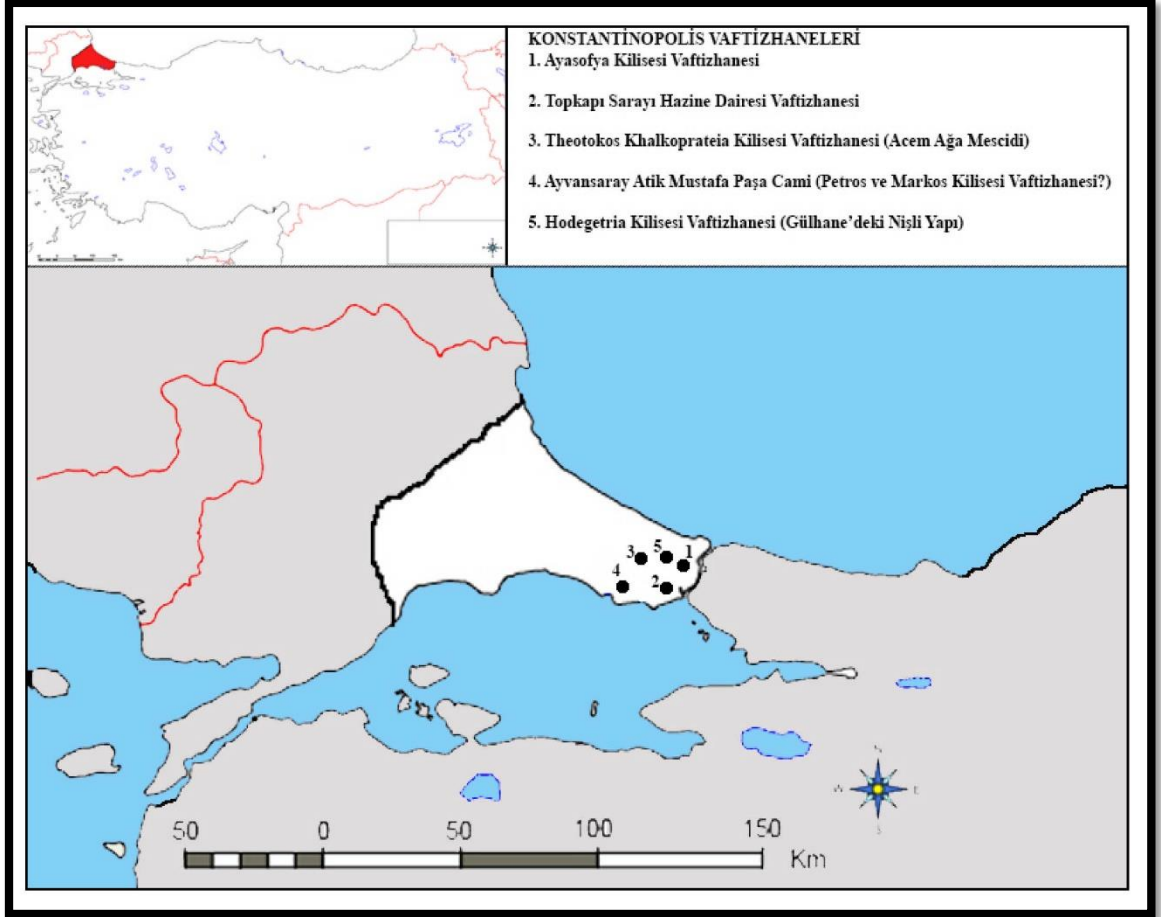 KONSTANTİNOPOLİS VAFTİZHANELERİ
1. Ayasofya Kilisesi Vaftizhanesi
2. Topkapı Sarayı Hazine Dairesi Vaftizhanesi
3. Theotokos Khalkoprateia Kilisesi Vaftizhanesi (Acem Ağa Mescidi)
4. Ayvansaray Atik Mustafa Paşa Cami (Petros ve Markos Kilisesi Vaftizhanesi?)
5. Hodegetria Kilisesi Vaftizhanesi (Gülhane’deki Nişli Yapı)
3 5 1
4 2
N
W E
S
50 0 50 100 150
Km